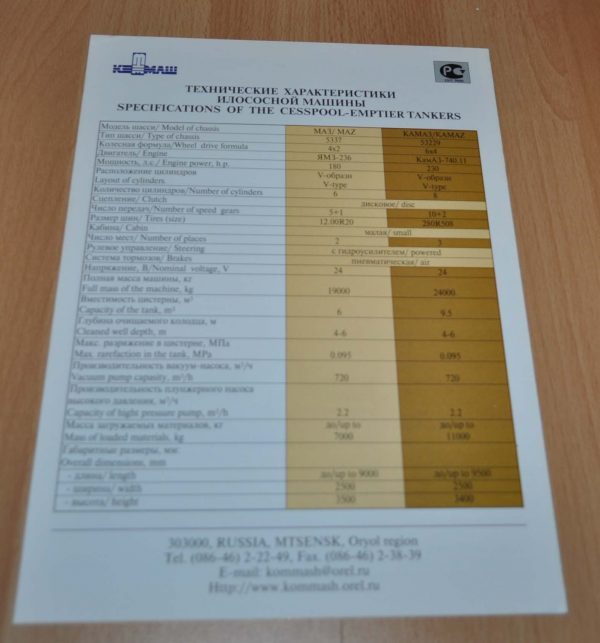 КОММАШ
РС
ТЕХНИЧЕСКИЕ ХАРАКТЕРИСТИКИ
ИЛОСОСНОЙ МАШИНЫ
SPECIFICATIONS OF THE CESSPOOL-EMPTIER TANKERS
Модель шасси/ Model of chassis МАЗ/ MAZ КАМАЗ/KAMAZ
Тип шасси/ Type of chassis 5337 53229
Колесная формула/Wheel drive formula 4x2 6x4
Двигатель/ Engine ЯМЗ-236 КамАЗ-740.11
Мощность, л.с./ Engine power, h.p. 180 230
Расположение цилиндров V-образн V-образн
Layout of cylinders V-type V-type
Количество цилиндров/Number of cylinders 6 8
Сцепление/ Clutch дисковое/ disc
Число передач/Number of speed gears 5+1 10+2
Размер шин/ Tires (size) 12.00R20 280R508
Кабина/ Cabin малая/ small
Число мест/ Number of places 2 3
Рулевое управление/ Steering с гидроусилителем/ powered
Система тормозов/ Brakes пневматическая/ air
Напряжение, В/Nominal voltage, V 24 24
Полная масса машины, кг
Full mass of the machine, kg 19000 24000
Вместимость цистерны, м³
Capacity of the tank, m³ 6 9.5
Глубина очищаемого колодца, м
Cleaned well depth, m 4-6 4-6
Макс. разряжение в цистерне, МПа
Max. rarefaction in the tank, MPa 0.095 0.095
Производительность вакуум-насоса, м³/ч
Vacuum pump capasity, m³/h 720 720
Производительность плунжерного насоса
высокого давления, м³/ч
Capacity of hight pressure pump, m³/h 2.2 2.2
Масса загружаемых материалов, кг до/up to до/up to
Mass of loaded materials, kg 7000 11000
Габаритные размеры, мм:
Overall dimensions, mm
- длина/ length до/up to 9000 до/up to 9500
- ширина/ width 2500 2500
- высота/ height 3500 3400
303000, RUSSIA, MTSENSK, Oryol region
Tel. (086-46) 2-22-49, Fax. (086-46) 2-38-39
E-mail: kommash@orel.ru
Http://www.kommash.orel.ru